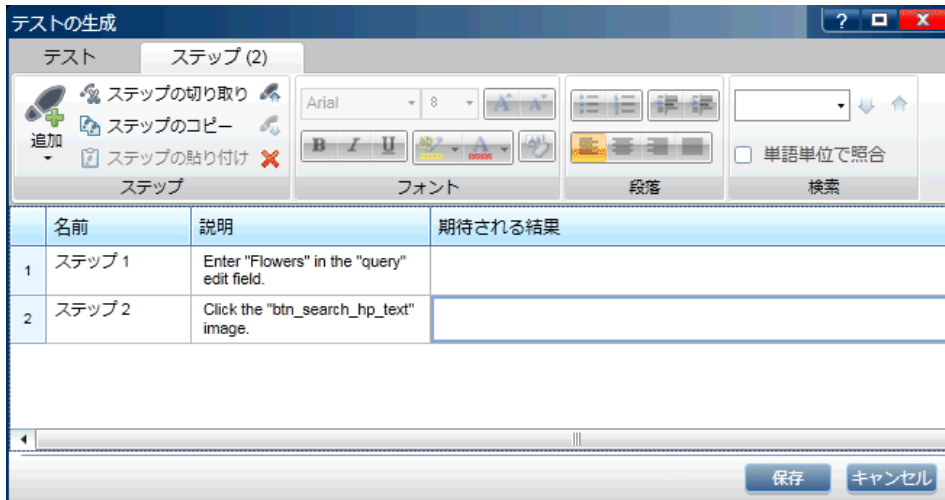 テストの生成
?
テスト ステップ (2)
追加
ステップの切り取り
ステップのコピー
ステップの貼り付け
ステップ
Arial 8
B I U
フォント
段落
単語単位で照合
検索
名前 説明 期待される結果
1 ステップ 1 Enter "Flowers" in the "query"
edit field.
2 ステップ 2 Click the "btn_search_hp_text"
image.
保存 キャンセル